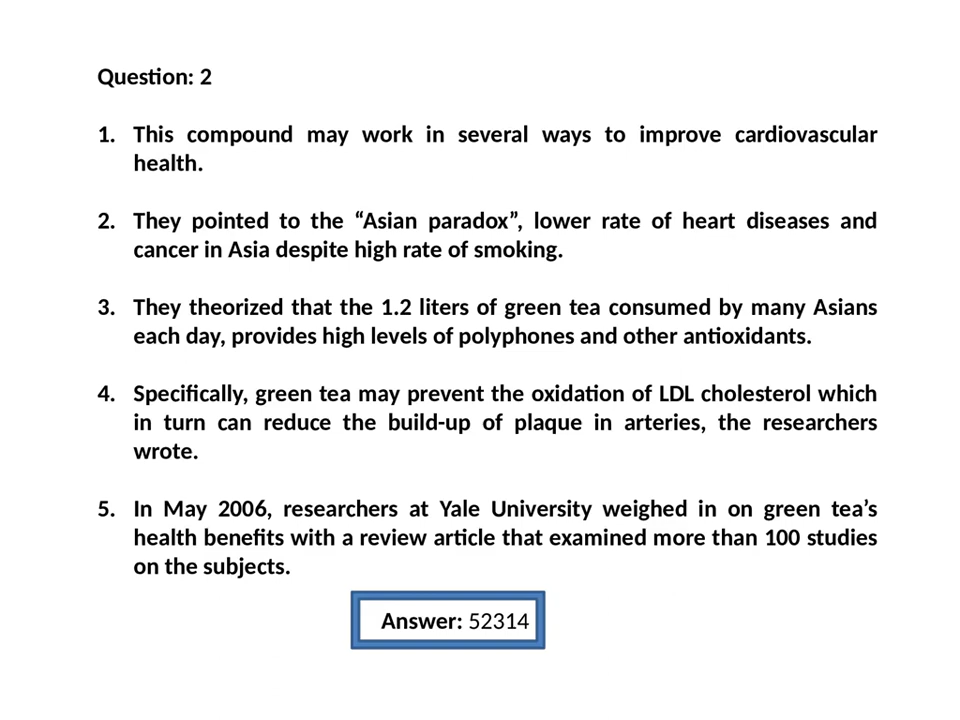 Question: 2
1. This compound may work in several ways to improve cardiovascular
health.
2. They pointed to the “Asian paradox”, lower rate of heart diseases and
cancer in Asia despite high rate of smoking.
3. They theorized that the 1.2 liters of green tea consumed by many Asians
each day, provides high levels of polyphones and other antioxidants.
4. Specifically, green tea may prevent the oxidation of LDL cholesterol which
in turn can reduce the build-up of plaque in arteries, the researchers
wrote.
5. In May 2006, researchers at Yale University weighed in on green tea’s
health benefits with a review article that examined more than 100 studies
on the subjects.
Answer: 52314